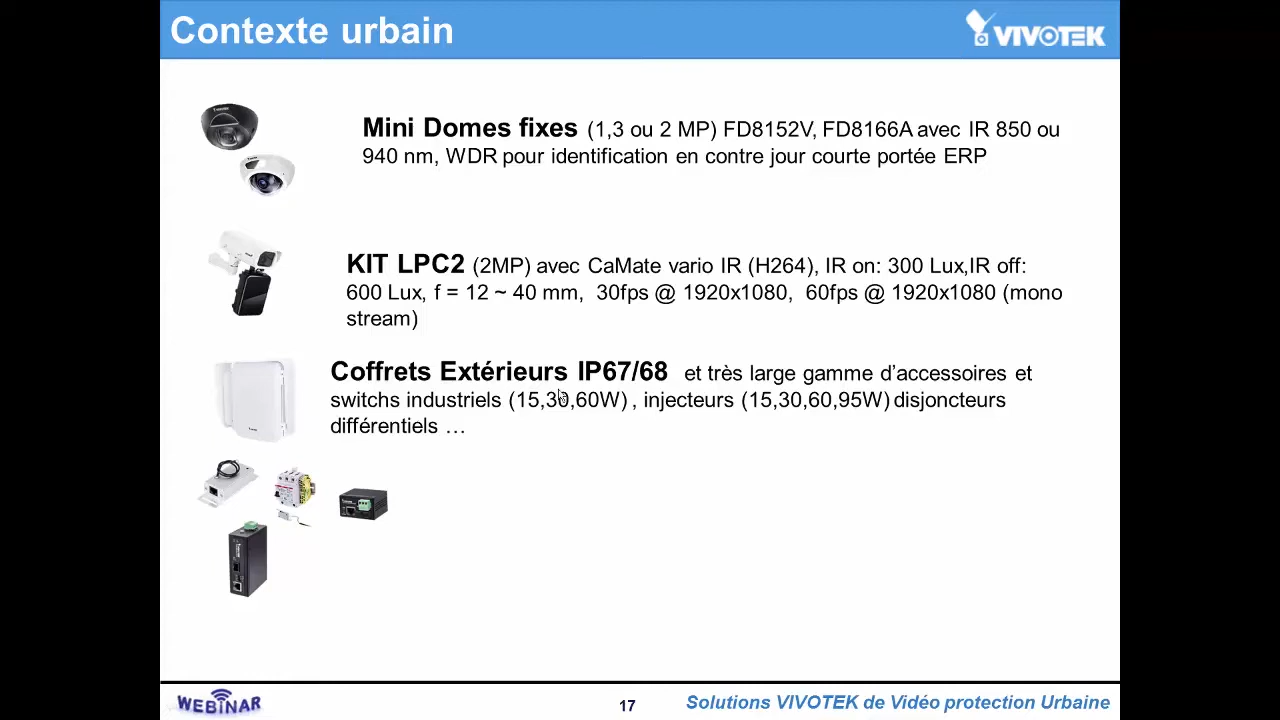 Contexte urbain
VIVOTEK
Mini Domes fixes (1,3 ou 2 MP) FD8152V, FD8166A avec IR 850 ou
940 nm, WDR pour identification en contre jour courte portée ERP
KIT LPC2 (2MP) avec CaMate vario IR (H264), IR on: 300 Lux,IR off:
600 Lux, f = 12 ~ 40 mm, 30fps @ 1920x1080, 60fps @ 1920x1080 (mono
stream)
Coffrets Extérieurs IP67/68 et très large gamme d’accessoires et
switchs industriels (15,30,60W) , injecteurs (15,30,60,95W) disjoncteurs
différentiels …
WEBINAR
17
Solutions VIVOTEK de Vidéo protection Urbaine